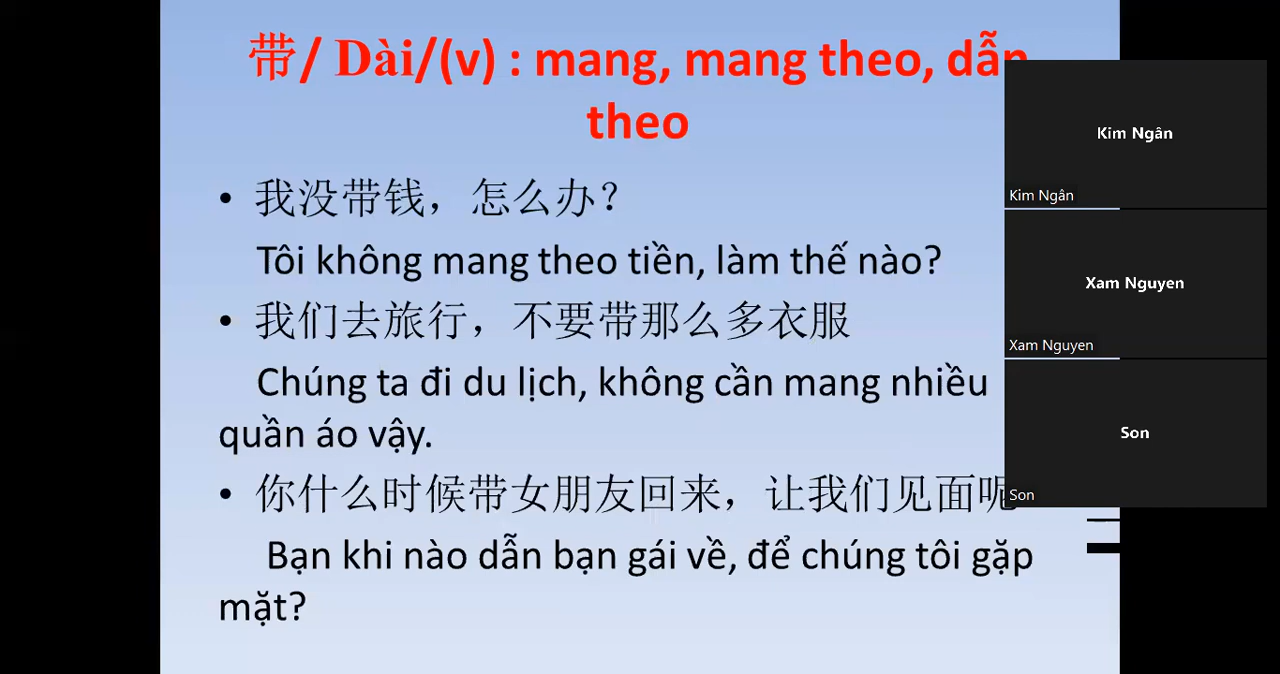 带/ Dài/(v) : mang, mang theo, dẫn
theo
• 我没带钱，怎么办？
Tôi không mang theo tiền, làm thế nào?
• 我们去旅行，不要带那么多衣服
Chúng ta đi du lịch, không cần mang nhiều
quần áo vậy.
• 你什么时候带女朋友回来，让我们见面呢
Bạn khi nào dẫn bạn gái về, để chúng tôi gặp
mặt?
Kim Ngân
Kim Ngân
Xam Nguyen
Xam Nguyen
Son
Son